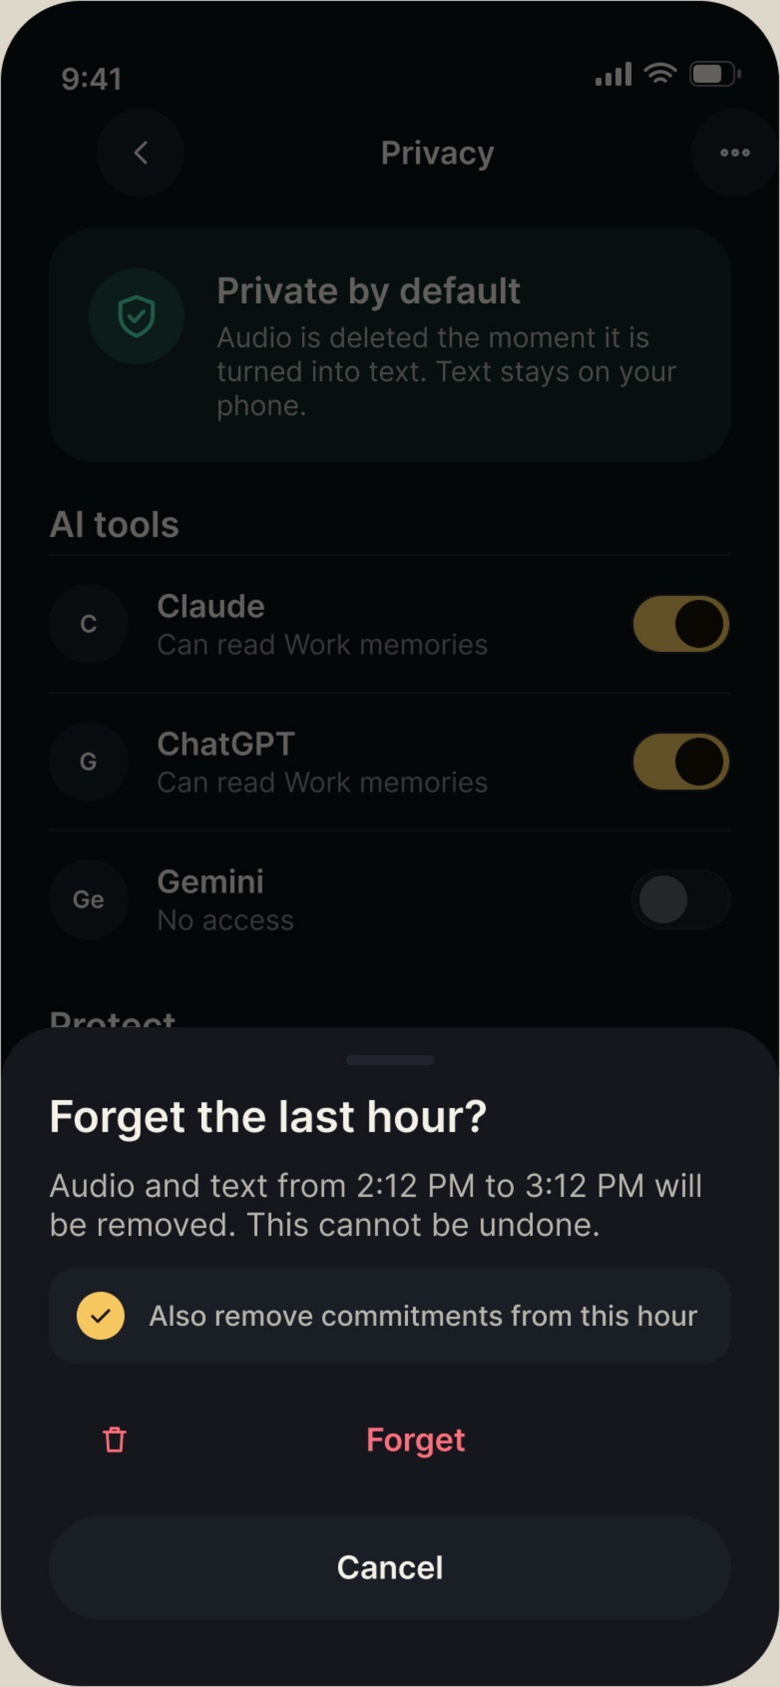 9:41
Privacy
Private by default
Audio is deleted the moment it is
turned into text. Text stays on your
phone.
AI tools
C
Claude
Can read Work memories
G
ChatGPT
Can read Work memories
Ge
Gemini
No access
Protect
Forget the last hour?
Audio and text from 2:12 PM to 3:12 PM will
be removed. This cannot be undone.
Also remove commitments from this hour
Forget
Cancel